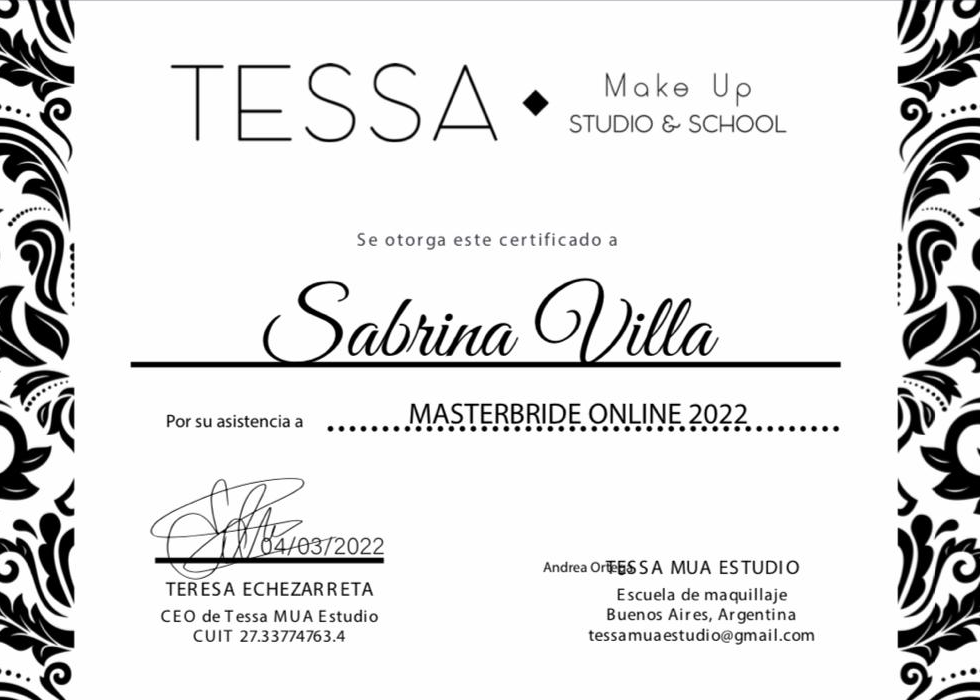 TESSA ◆ Make Up
STUDIO & SCHOOL
Se otorga este certificado a
Sabrina Villa
Por su asistencia a MASTERBRIDE ONLINE 2022
04/03/2022
TERESA ECHEZARRETA
CEO de Tessa MUA Estudio
CUIT 27.33774763.4
Andrea
TESSA MUA ESTUDIO
Escuela de maquillaje
Buenos Aires, Argentina
tessamuaestudio@gmail.com